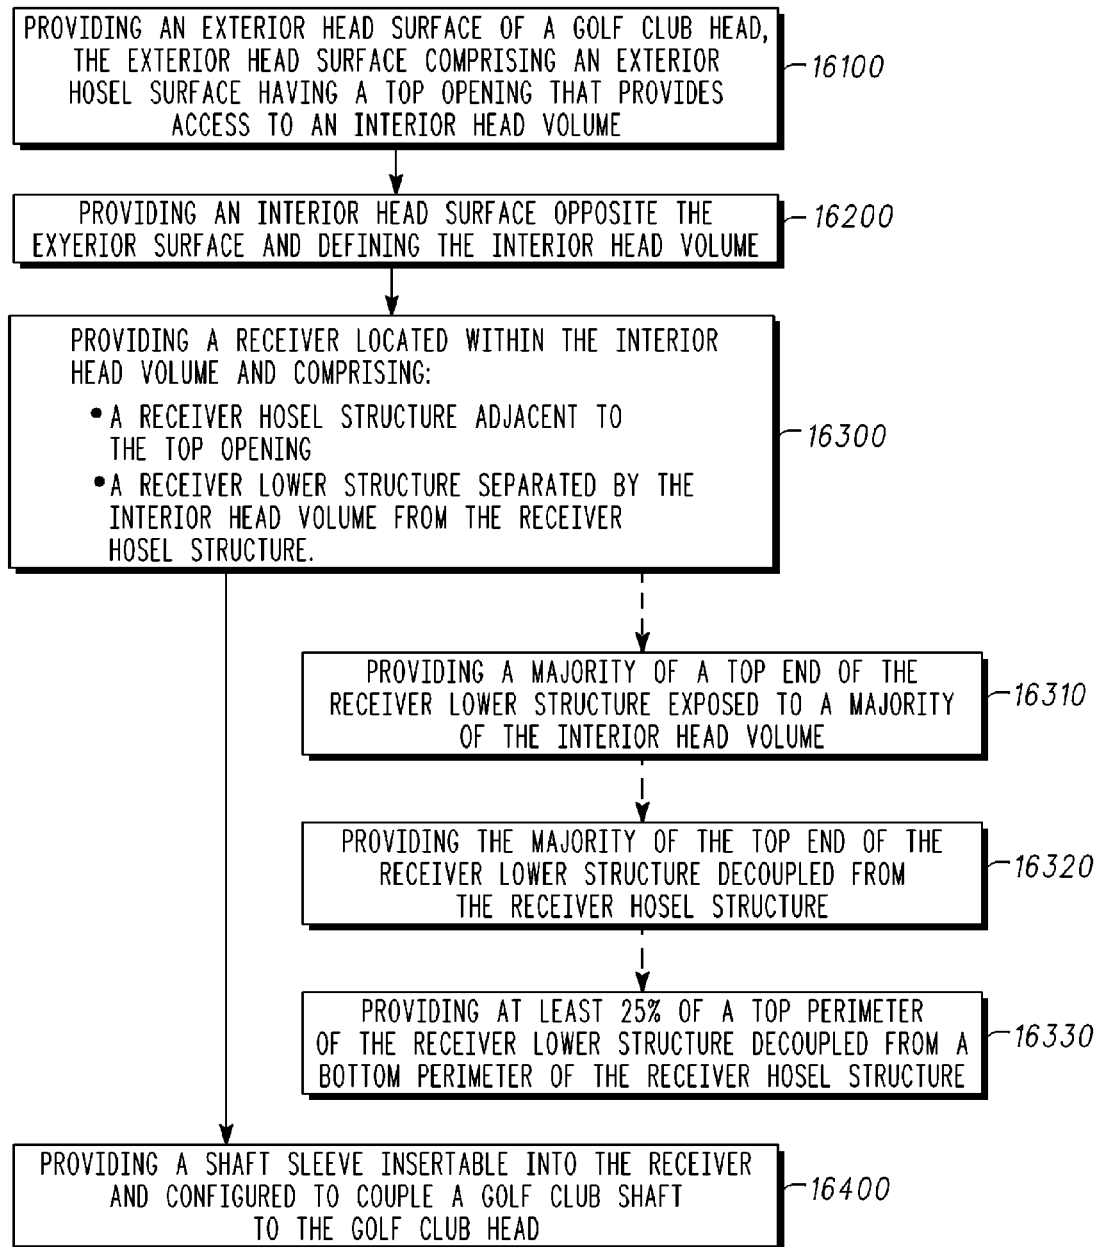 PROVIDING AN EXTERIOR HEAD SURFACE OF A GOLF CLUB HEAD,
THE EXTERIOR HEAD SURFACE COMPRISING AN EXTERIOR
HOSEL SURFACE HAVING A TOP OPENING THAT PROVIDES
ACCESS TO AN INTERIOR HEAD VOLUME
16100
PROVIDING AN INTERIOR HEAD SURFACE OPPOSITE THE
EXYERIOR SURFACE AND DEFINING THE INTERIOR HEAD VOLUME
16200
PROVIDING A RECEIVER LOCATED WITHIN THE INTERIOR
HEAD VOLUME AND COMPRISING:
• A RECEIVER HOSEL STRUCTURE ADJACENT TO
THE TOP OPENING
• A RECEIVER LOWER STRUCTURE SEPARATED BY THE
INTERIOR HEAD VOLUME FROM THE RECEIVER
HOSEL STRUCTURE.
16300
PROVIDING A MAJORITY OF A TOP END OF THE
RECEIVER LOWER STRUCTURE EXPOSED TO A MAJORITY
OF THE INTERIOR HEAD VOLUME
16310
PROVIDING THE MAJORITY OF THE TOP END OF THE
RECEIVER LOWER STRUCTURE DECOUPLED FROM
THE RECEIVER HOSEL STRUCTURE
16320
PROVIDING AT LEAST 25% OF A TOP PERIMETER
OF THE RECEIVER LOWER STRUCTURE DECOUPLED FROM A
BOTTOM PERIMETER OF THE RECEIVER HOSEL STRUCTURE
16330
PROVIDING A SHAFT SLEEVE INSERTABLE INTO THE RECEIVER
AND CONFIGURED TO COUPLE A GOLF CLUB SHAFT
TO THE GOLF CLUB HEAD
16400